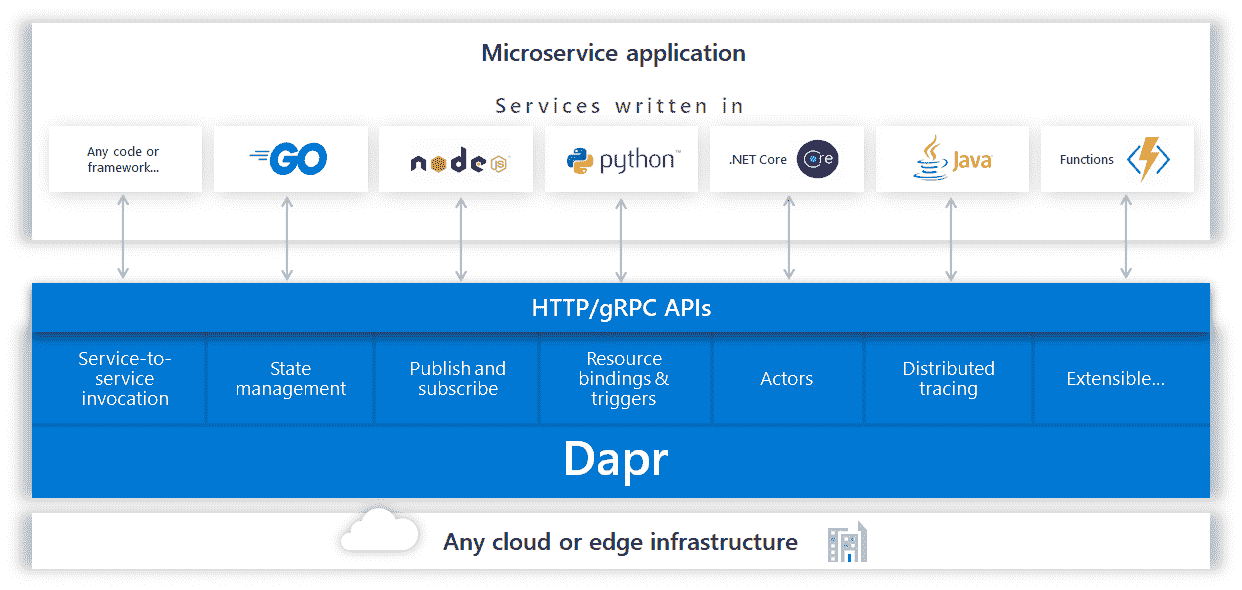 Microservice application
Services written in
Any code or
framework...
GO
node JS
python™
.NET Core
Core
Java
Functions
HTTP/gRPC APIs
Service-to-
service
invocation
State
management
Publish and
subscribe
Resource
bindings &
triggers
Actors
Distributed
tracing
Extensible...
Dapr
Any cloud or edge infrastructure